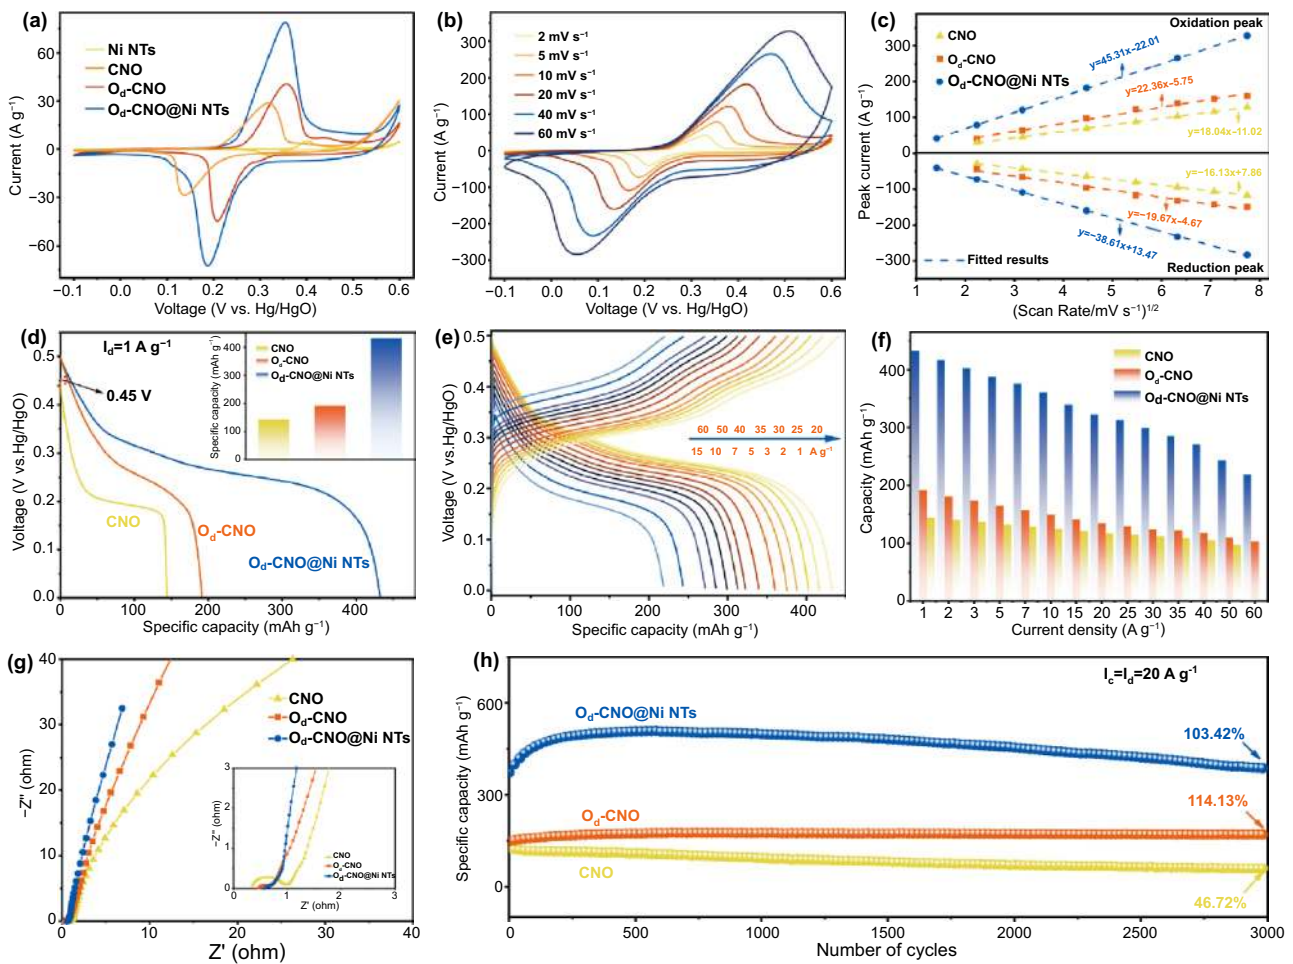 (a)
Ni NTs
CNO
Od-CNO
Od-CNO@Ni NTs
Current (A g⁻¹)
60
30
0
−30
−60
−0.1 0.0 0.1 0.2 0.3 0.4 0.5 0.6
Voltage (V vs. Hg/HgO)
(b)
2 mV s⁻¹
5 mV s⁻¹
10 mV s⁻¹
20 mV s⁻¹
40 mV s⁻¹
60 mV s⁻¹
Current (A g⁻¹)
300
200
100
0
−100
−200
−300
−0.1 0.0 0.1 0.2 0.3 0.4 0.5 0.6
Voltage (V vs. Hg/HgO)
(c)
Oxidation peak
CNO
Od-CNO
Od-CNO@Ni NTs
y=45.31x−22.01
y=22.36x−5.75
y=18.04x−11.02
y=−16.13x+7.86
y=−19.67x−4.67
y=−38.61x+13.47
Fitted results
Reduction peak
Peak current (A g⁻¹)
300
200
100
0
−100
−200
−300
1 2 3 4 5 6 7 8
(Scan Rate/mV s⁻¹)¹/²
(d)
Id=1 A g⁻¹
0.45 V
CNO
Od-CNO
Od-CNO@Ni NTs
Specific capacity (mAh g⁻¹)
400
300
200
100
0
CNO
Od-CNO
Od-CNO@Ni NTs
Voltage (V vs.Hg/HgO)
0.5
0.4
0.3
0.2
0.1
0.0
0 100 200 300 400
Specific capacity (mAh g⁻¹)
(e)
60 50 40 35 30 25 20
15 10 7 5 3 2 1 A g⁻¹
Voltage (V vs.Hg/HgO)
0.5
0.4
0.3
0.2
0.1
0.0
0 100 200 300 400
Specific capacity (mAh g⁻¹)
(f)
CNO
Od-CNO
Od-CNO@Ni NTs
Capacity (mAh g⁻¹)
400
300
200
100
0
1 2 3 5 7 10 15 20 25 30 35 40 50 60
Current density (A g⁻¹)
(g)
CNO
Od-CNO
Od-CNO@Ni NTs
−Z" (ohm)
40
30
20
10
0
0 10 20 30 40
Z' (ohm)
−Z" (ohm)
3
2
1
0
CNO
Od-CNO
Od-CNO@Ni NTs
0 1 2 3
Z' (ohm)
(h)
Ic=Id=20 A g⁻¹
Od-CNO@Ni NTs
103.42%
Od-CNO
114.13%
CNO
46.72%
Specific capacity (mAh g⁻¹)
600
300
0
0 500 1000 1500 2000 2500 3000
Number of cycles